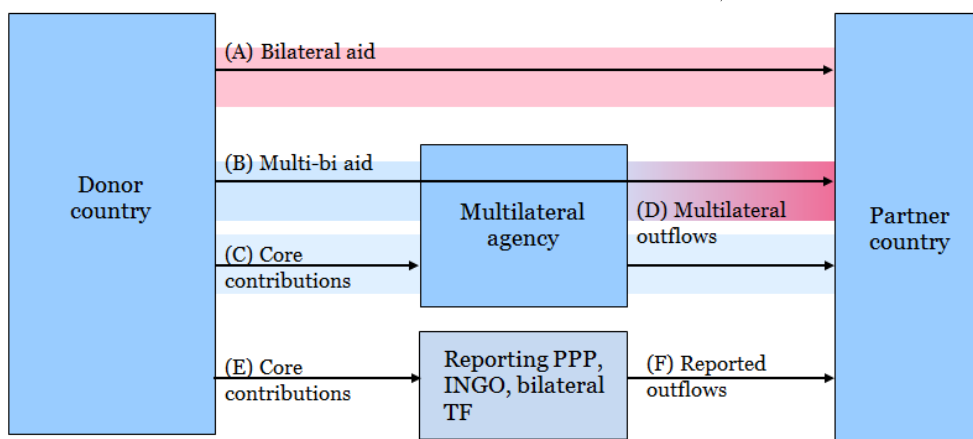 (A) Bilateral aid
(B) Multi-bi aid
Donor
country
Multilateral
agency
(D) Multilateral
outflows
Partner
country
(C) Core
contributions
(E) Core
contributions
Reporting PPP,
INGO, bilateral
TF
(F) Reported
outflows